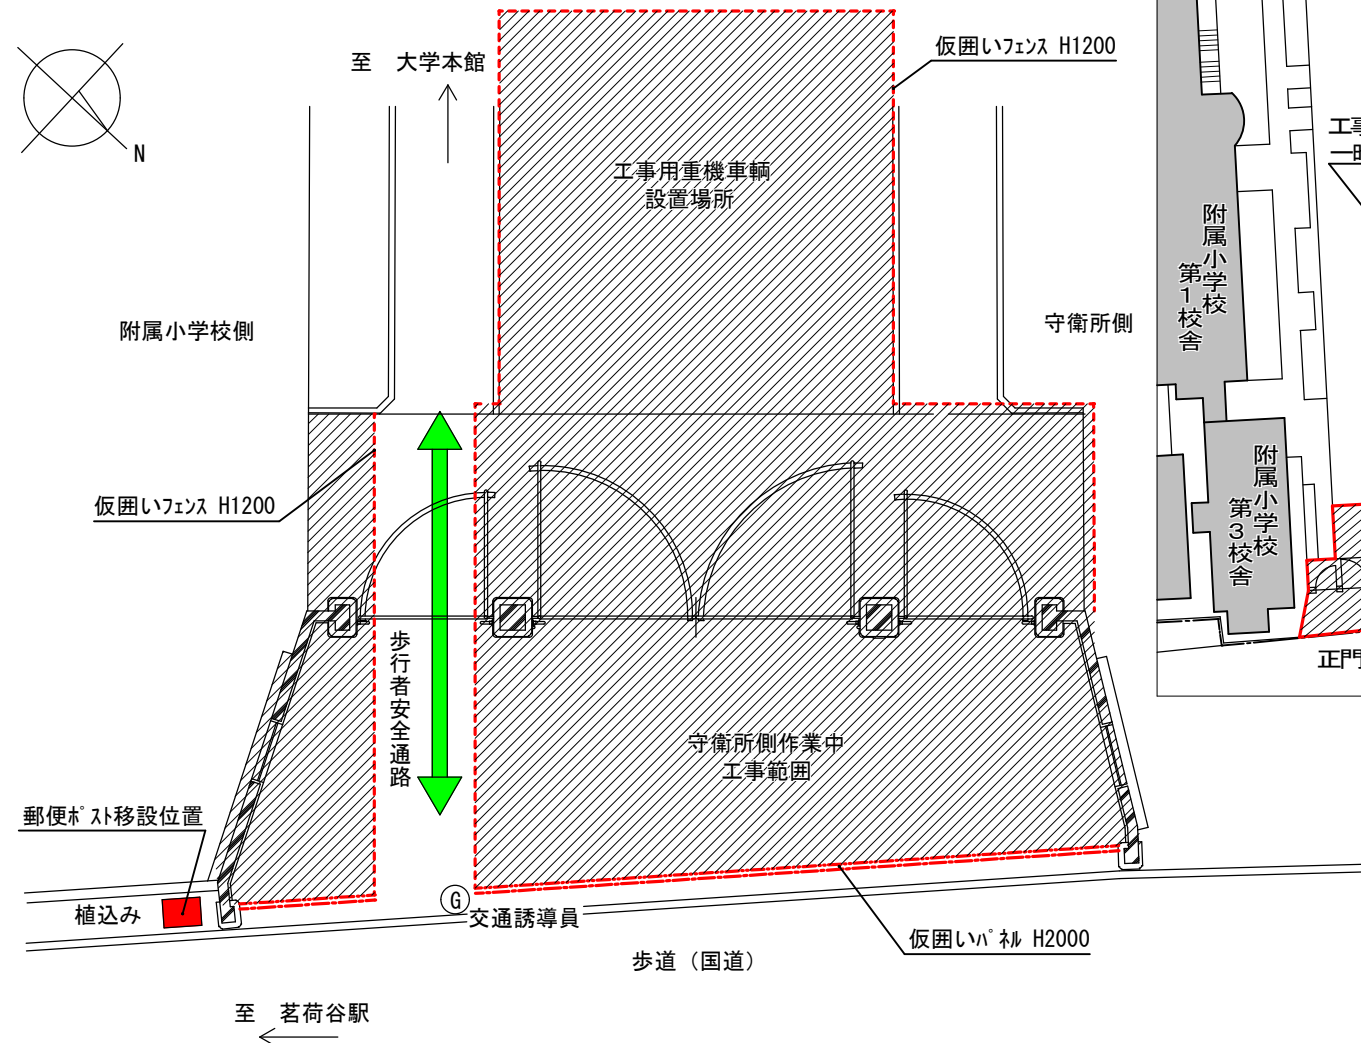 至　大学本館
仮囲いフェンス H1200
N
工事用重機車輌
設置場所
附属小学校側
守衛所側
仮囲いフェンス H1200
歩行者安全通路
守衛所側作業中
工事範囲
郵便ポスト移設位置
植込み
G
交通誘導員
仮囲いパネル H2000
歩道（国道）
至　茗荷谷駅
附属小学校
第1校舎
附属小学校
第3校舎
正門